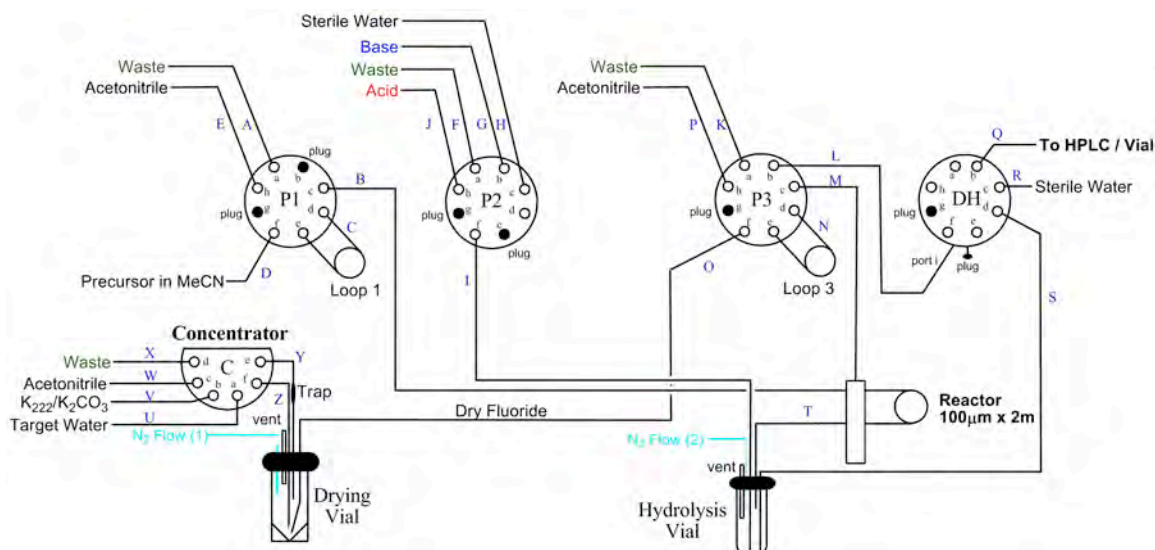 Sterile Water
Base
Waste
Acid
Waste
Acetonitrile
E
A
J
F
G
H
Waste
Acetonitrile
P
K
Q
To HPLC / Vial
R
Sterile Water
plug
a
b
c
d
e
f
g
h
P1
plug
B
C
D
Precursor in MeCN
Loop 1
a
b
c
d
e
f
g
h
P2
plug
plug
I
a
b
c
d
e
f
g
h
P3
plug
L
M
N
O
Loop 3
a
b
c
d
e
f
g
h
DH
plug
port i
plug
S
Concentrator
Waste
X
Acetonitrile
W
K222/K2CO3
V
Target Water
U
d
c
b
a
f
e
C
Y
Z
Trap
vent
N2 Flow (1)
Dry Fluoride
Drying
Vial
T
Reactor
100μm x 2m
N2 Flow (2)
vent
Hydrolysis
Vial